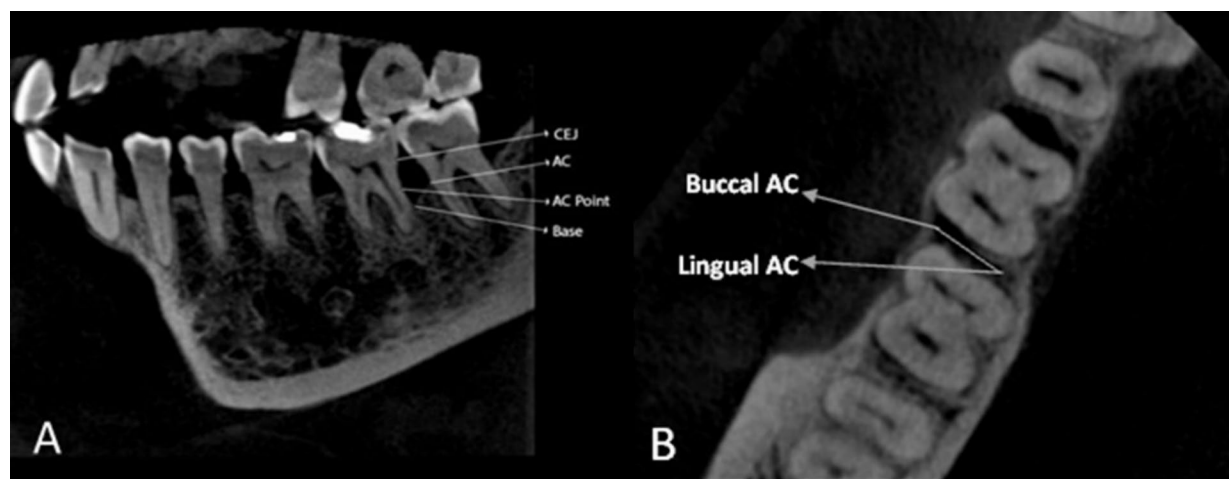 CEJ
AC
AC Point
Base
A
Buccal AC
Lingual AC
B